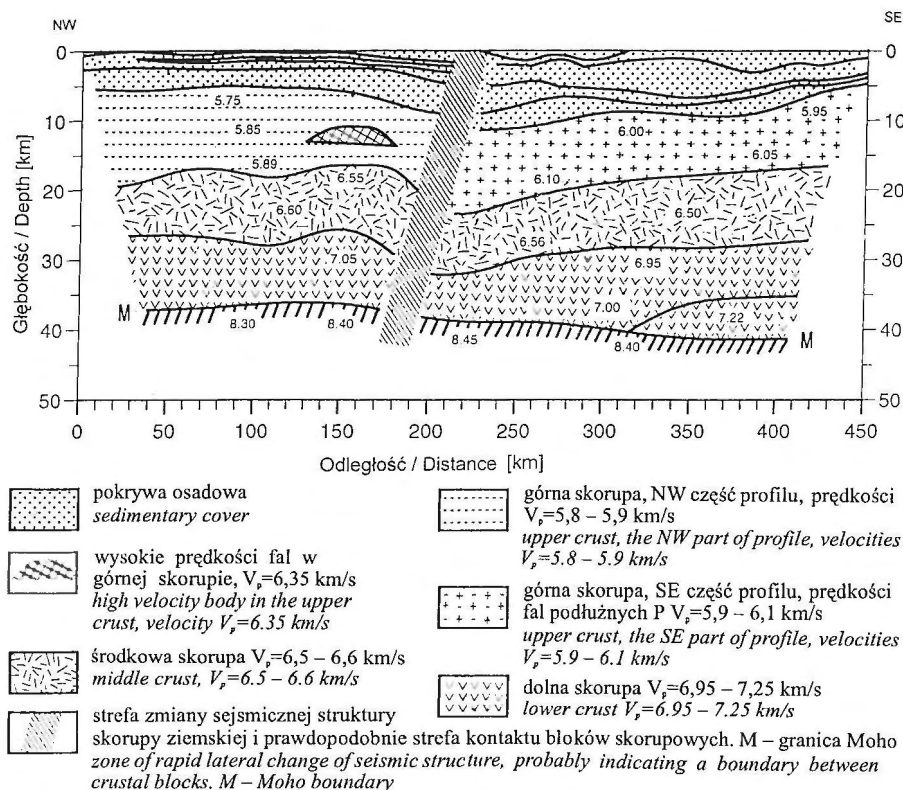 NW
SE
0
0
5.75
5.95
10
5.85
6.00
10
6.05
5.89
6.55
6.10
20
20
6.60
6.50
6.56
30
7.05
6.95
30
7.00
7.22
M
M
40
8.30
8.40
8.45
8.40
40
50
50
0
50
100
150
200
250
300
350
400
450
Głębokość / Depth [km]
Odległość / Distance [km]
pokrywa osadowa
sedimentary cover
wysokie prędkości fal w
górnej skorupie, Vp=6,35 km/s
high velocity body in the upper
crust, velocity Vp=6.35 km/s
środkowa skorupa Vp=6,5 – 6,6 km/s
middle crust, Vp=6.5 – 6.6 km/s
górna skorupa, NW część profilu, prędkości
Vp=5,8 – 5,9 km/s
upper crust, the NW part of profile, velocities
Vp=5.8 – 5.9 km/s
górna skorupa, SE część profilu, prędkości
fal podłużnych P Vp=5,9 – 6,1 km/s
upper crust, the SE part of profile, velocities
Vp=5.9 – 6.1 km/s
dolna skorupa Vp=6,95 – 7,25 km/s
lower crust Vp=6.95 – 7.25 km/s
strefa zmiany sejsmicznej struktury
skorupy ziemskiej i prawdopodobnie strefa kontaktu bloków skorupowych. M – granica Moho
zone of rapid lateral change of seismic structure, probably indicating a boundary between
crustal blocks. M – Moho boundary